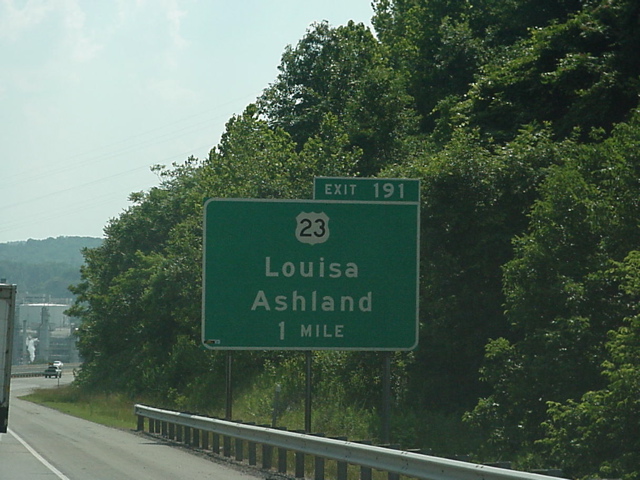 EXIT 191
23
Louisa
Ashland
1 MILE